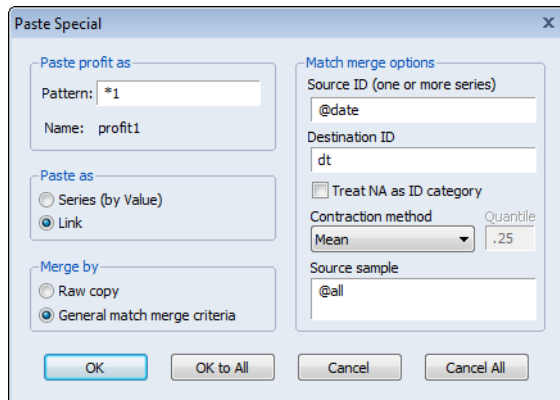 Paste Special
x
Paste profit as
Pattern: *1
Name: profit1
Paste as
Series (by Value)
Link
Merge by
Raw copy
General match merge criteria
Match merge options
Source ID (one or more series)
@date
Destination ID
dt
Treat NA as ID category
Contraction method Quantile
Mean .25
Source sample
@all
OK OK to All Cancel Cancel All